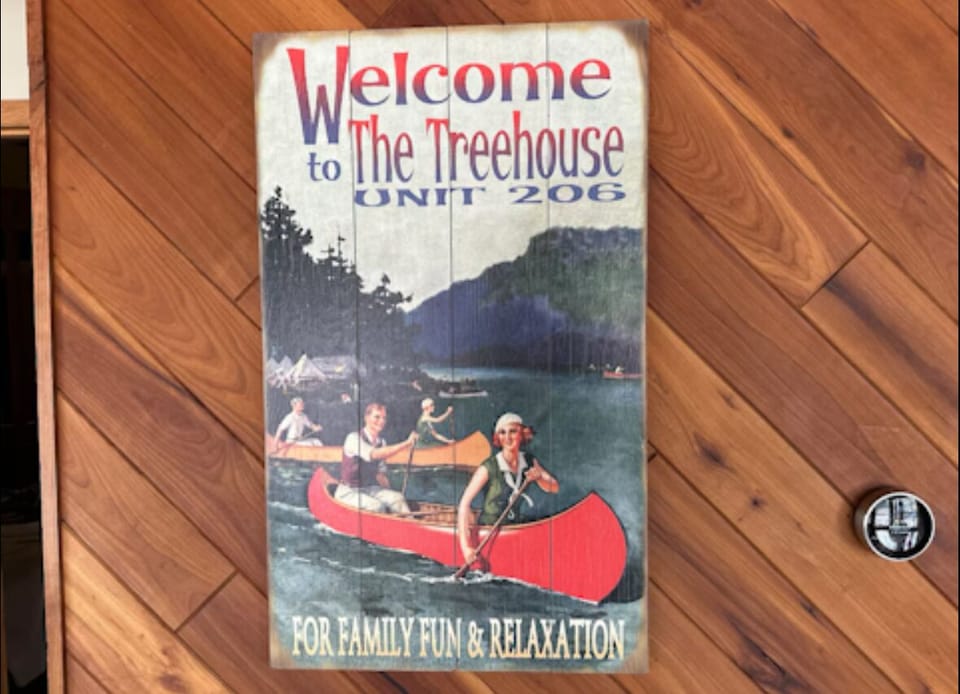 Welcome
to The Treehouse
UNIT 206
FOR FAMILY FUN & RELAXATION